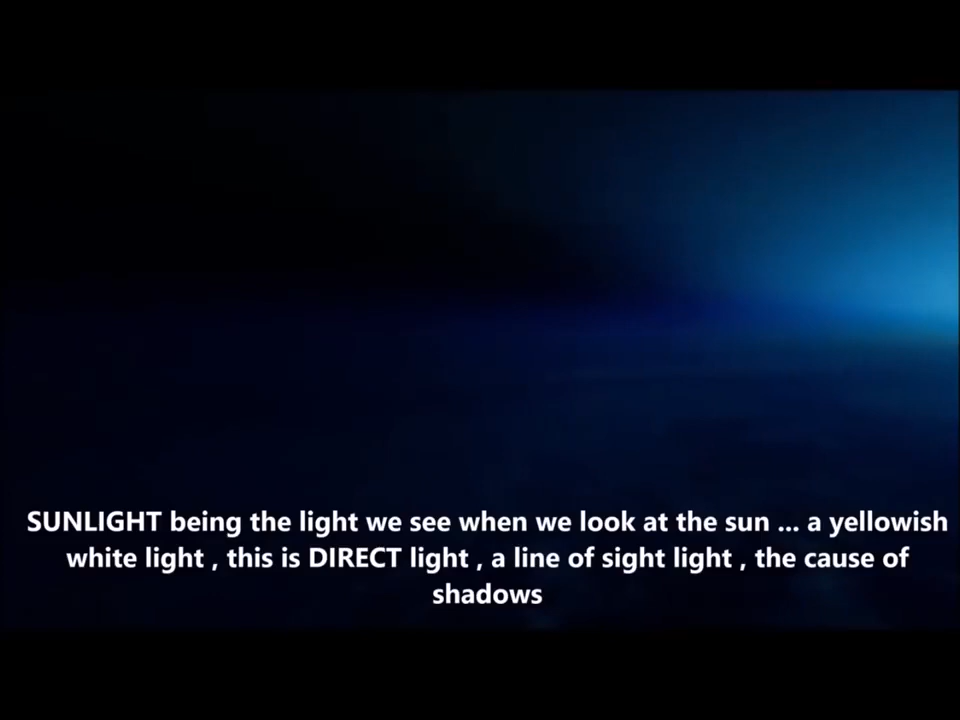 SUNLIGHT being the light we see when we look at the sun ... a yellowish
white light , this is DIRECT light , a line of sight light , the cause of
shadows